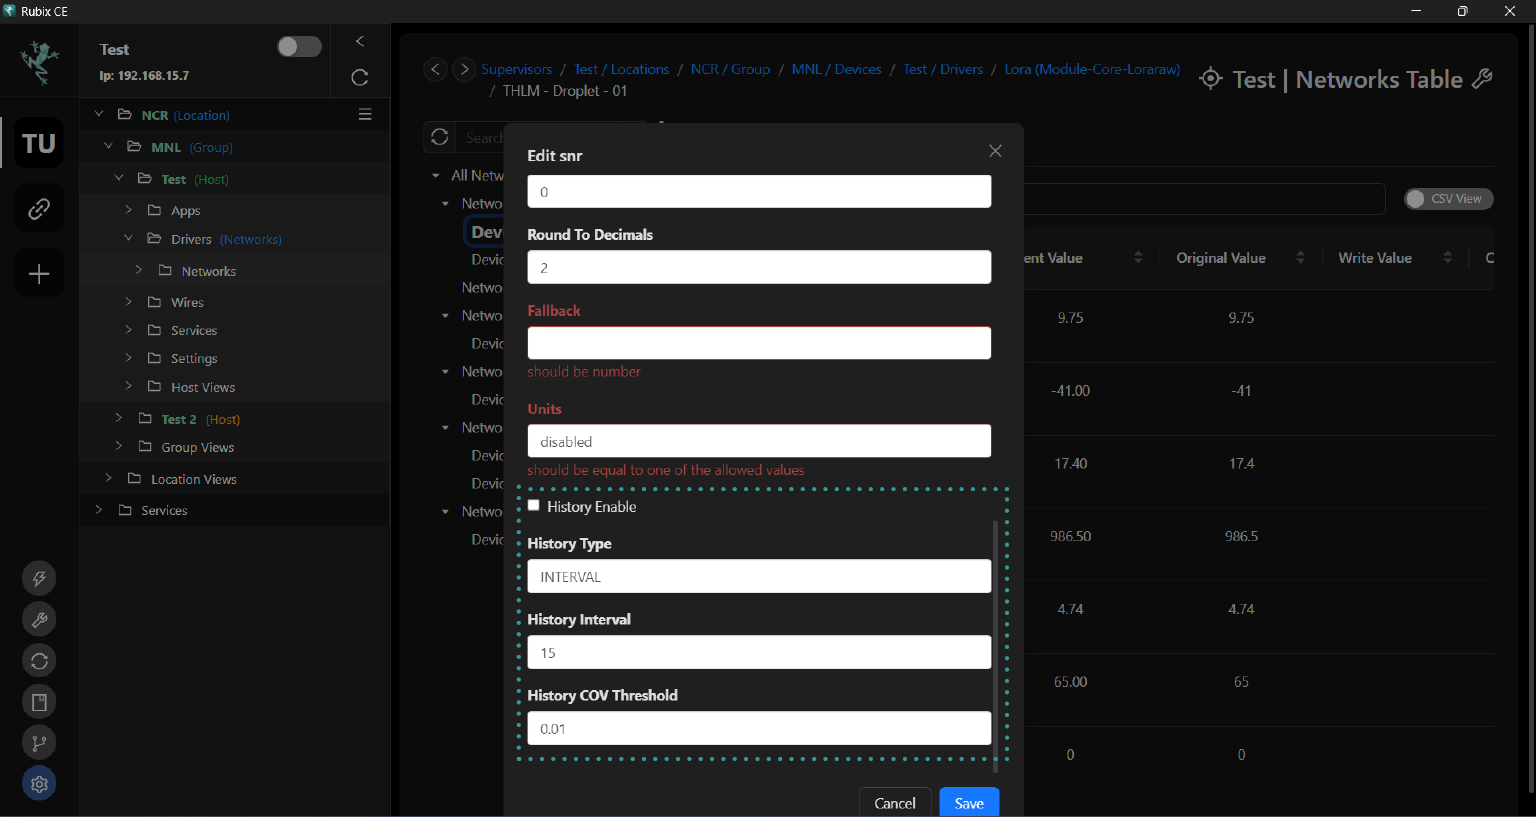 Rubix CE
Test
Ip: 192.168.15.7
TU
NCR (Location)
MNL (Group)
Test (Host)
Apps
Drivers (Networks)
Networks
Wires
Services
Settings
Host Views
Test 2 (Host)
Group Views
Location Views
Services
Supervisors / Test / Locations / NCR / Group / MNL / Devices / Test / Drivers / Lora (Module-Core-Loraraw)
/ THLM - Droplet - 01
Test | Networks Table
Search
All Netw
Netwo
Devi
Devic
Netwo
Netwo
Devic
Netwo
Devic
Netwo
Devic
Devic
Netwo
Devic
Edit snr
0
Round To Decimals
2
Fallback
should be number
Units
disabled
should be equal to one of the allowed values
History Enable
History Type
INTERVAL
History Interval
15
History COV Threshold
0.01
Cancel Save
CSV View
ent Value Original Value Write Value C
9.75 9.75
-41.00 -41
17.40 17.4
986.50 986.5
4.74 4.74
65.00 65
0 0